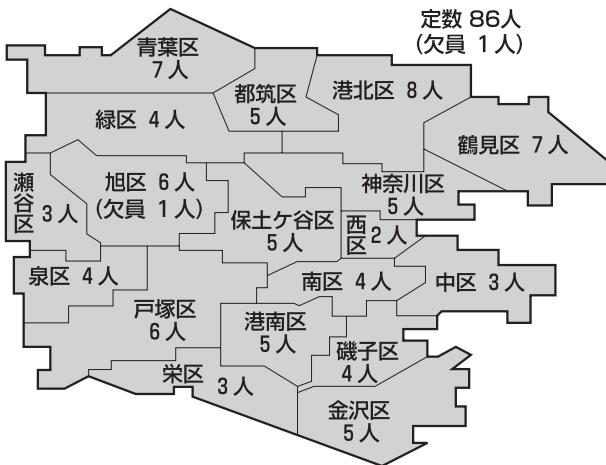 定数 86人
(欠員 1人)
青葉区
7人
都筑区
5人
港北区 8人
緑区 4人
鶴見区 7人
瀬谷区
3人
旭区 6人
(欠員 1人)
神奈川区
5人
保土ケ谷区
5人
西区
2人
泉区 4人
南区 4人
中区 3人
戸塚区
6人
港南区
5人
磯子区
4人
栄区
3人
金沢区
5人